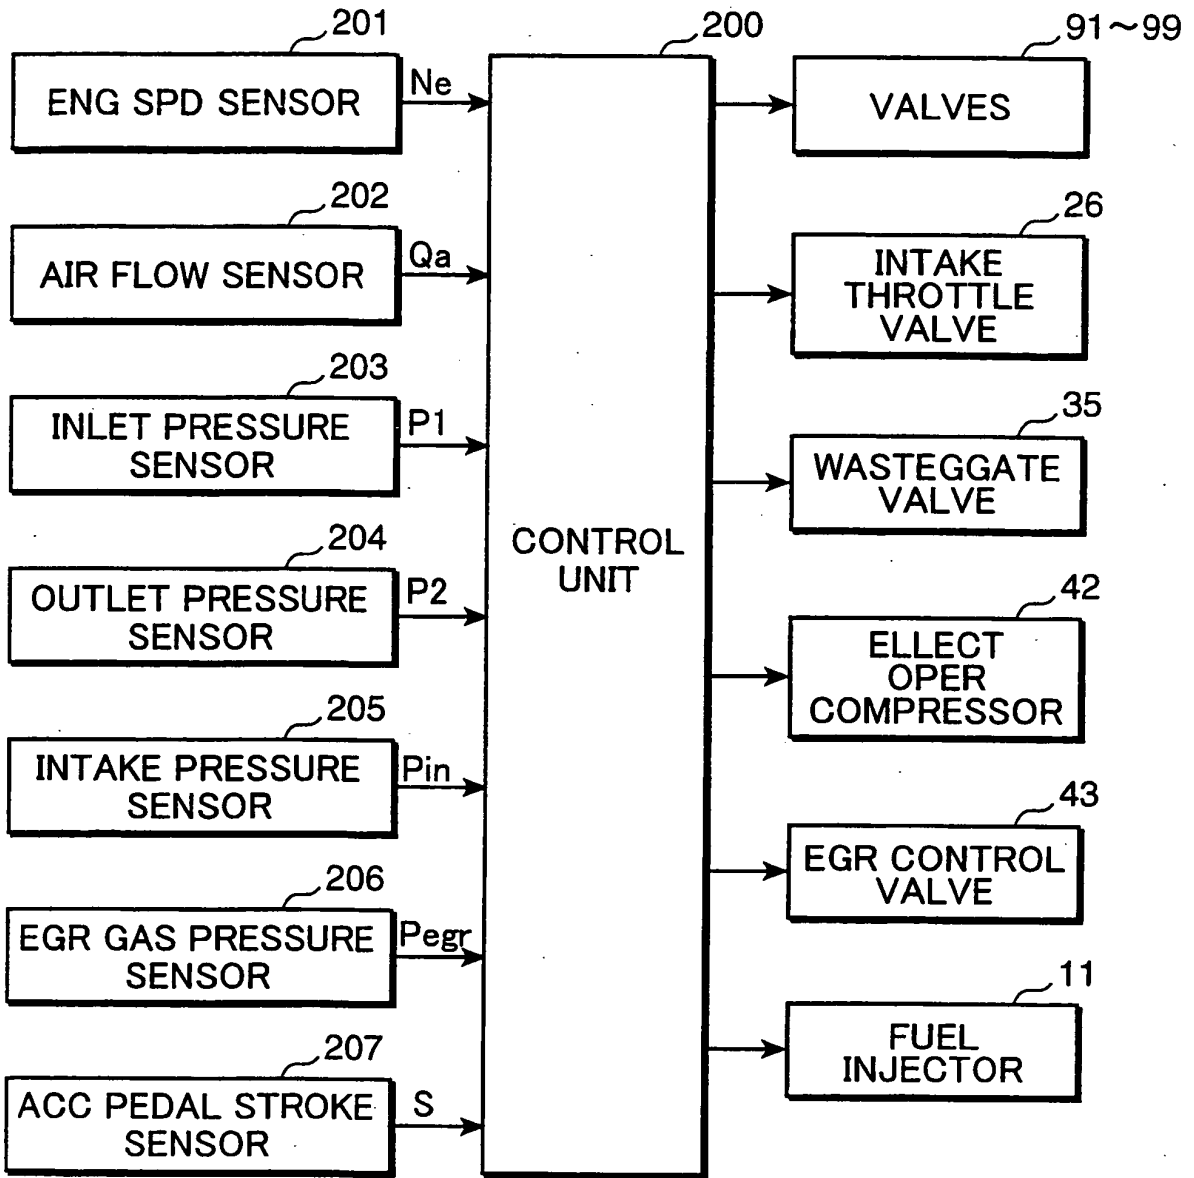 201
ENG SPD SENSOR
Ne
202
AIR FLOW SENSOR
Qa
203
INLET PRESSURE
SENSOR
P1
204
OUTLET PRESSURE
SENSOR
P2
205
INTAKE PRESSURE
SENSOR
Pin
206
EGR GAS PRESSURE
SENSOR
Pegr
207
ACC PEDAL STROKE
SENSOR
S
200
CONTROL
UNIT
91～99
VALVES
26
INTAKE
THROTTLE
VALVE
35
WASTEGGATE
VALVE
42
ELLECT
OPER
COMPRESSOR
43
EGR CONTROL
VALVE
11
FUEL
INJECTOR